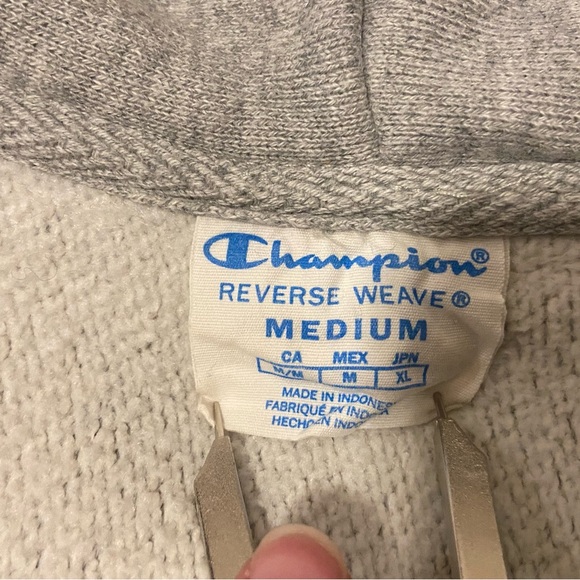 Champion®
REVERSE WEAVE®
MEDIUM
CA MEX JPN
M/M M XL
MADE IN
FABRIQUÉ
HECHO EN